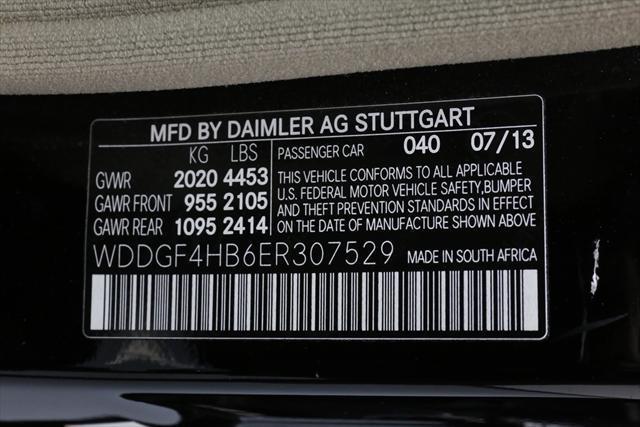 MFD BY DAIMLER AG STUTTGART
KG LBS
GVWR 2020 4453
GAWR FRONT 955 2105
GAWR REAR 1095 2414
PASSENGER CAR 040 07/13
THIS VEHICLE CONFORMS TO ALL APPLICABLE
U.S. FEDERAL MOTOR VEHICLE SAFETY,BUMPER
AND THEFT PREVENTION STANDARDS IN EFFECT
ON DATE OF MANUFACTURE SHOWN ABOVE
WDDGF4HB6ER307529 MADE IN SOUTH AFRICA